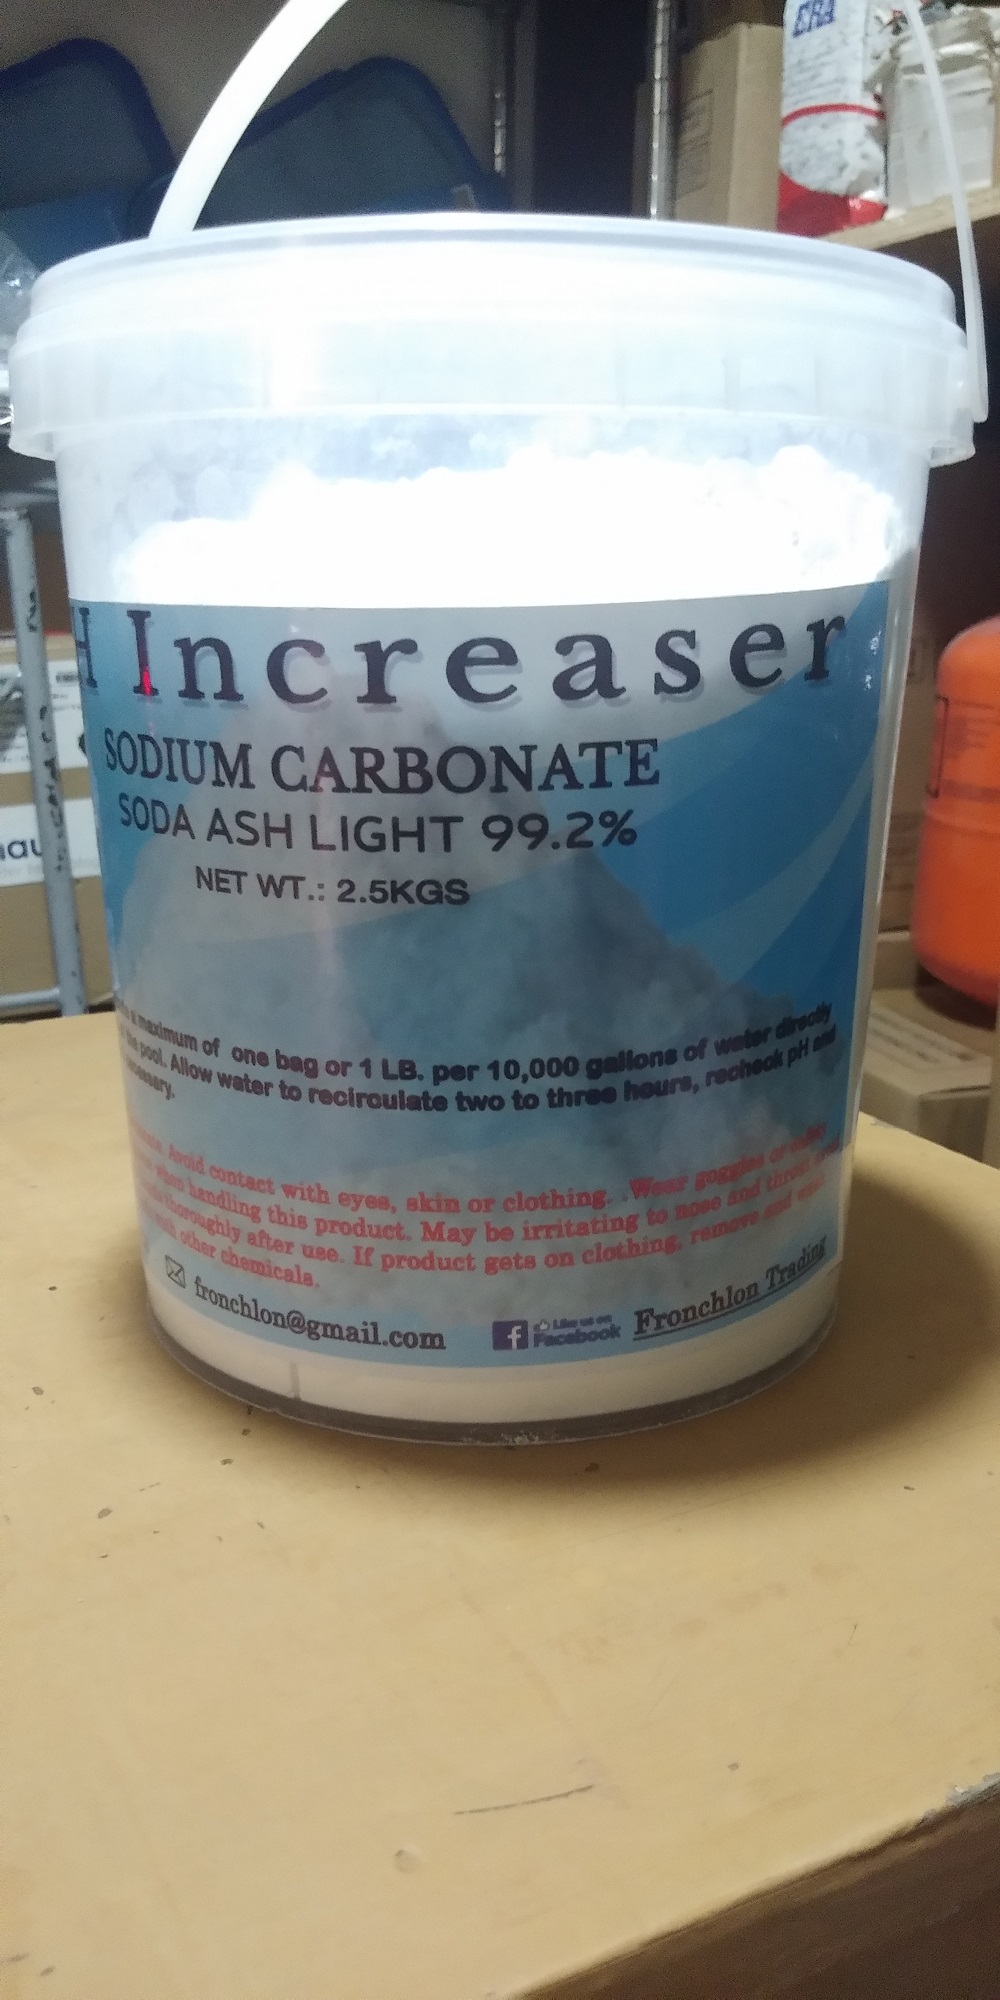 ERA
H Increaser
SODIUM CARBONATE
SODA ASH LIGHT 99.2%
NET WT.: 2.5KGS
a maximum of one bag or 1 LB. per 10,000 gallons of water directly
the pool. Allow water to recirculate two to three hours, recheck pH and
Avoid contact with eyes, skin or clothing. Wear goggles or
when handling this product. May be irritating to nose and throat
thoroughly after use. If product gets on clothing, remove and
with other chemicals.
fronchlon@gmail.com
f Like us on
Facebook
Fronchlon Trading